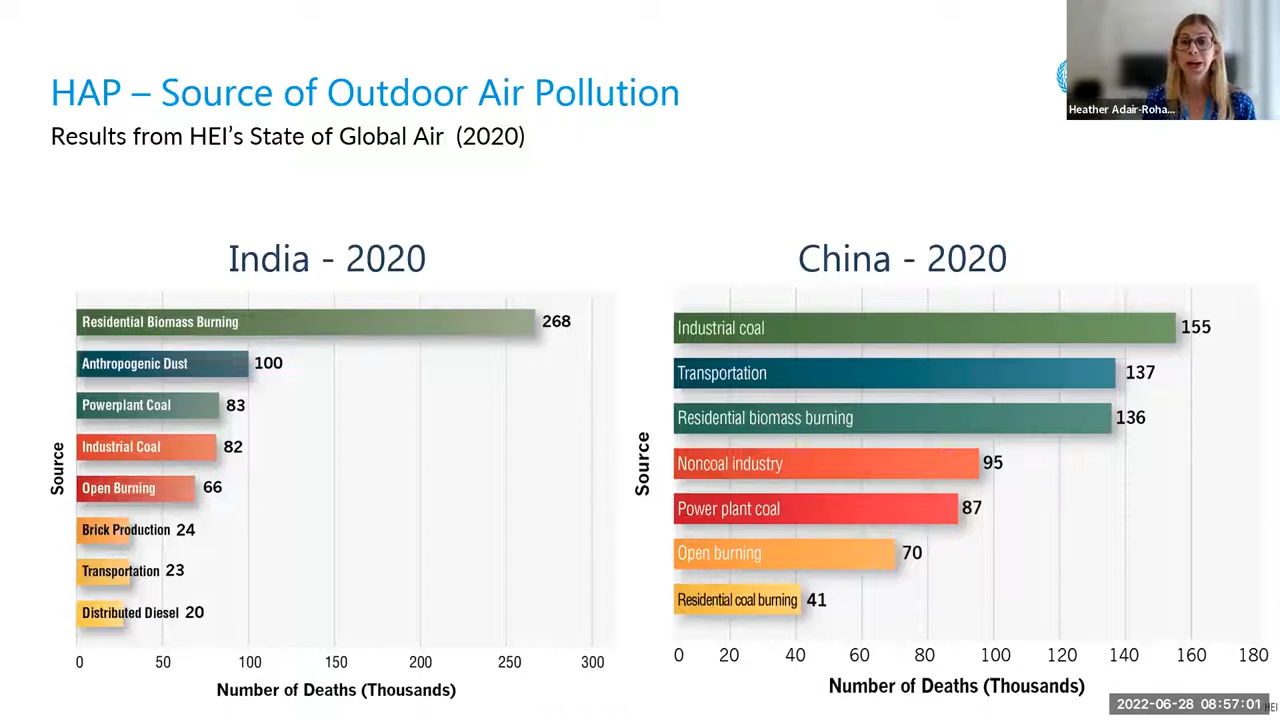 HAP – Source of Outdoor Air Pollution
Results from HEI's State of Global Air (2020)
Heather Adair-Roha...
India - 2020
Residential Biomass Burning 268
Anthropogenic Dust 100
Powerplant Coal 83
Industrial Coal 82
Open Burning 66
Brick Production 24
Transportation 23
Distributed Diesel 20
Source
0 50 100 150 200 250 300
Number of Deaths (Thousands)
China - 2020
Industrial coal 155
Transportation 137
Residential biomass burning 136
Noncoal industry 95
Power plant coal 87
Open burning 70
Residential coal burning 41
Source
0 20 40 60 80 100 120 140 160 180
Number of Deaths (Thousands)
2022-06-28 08:57:01
HEI